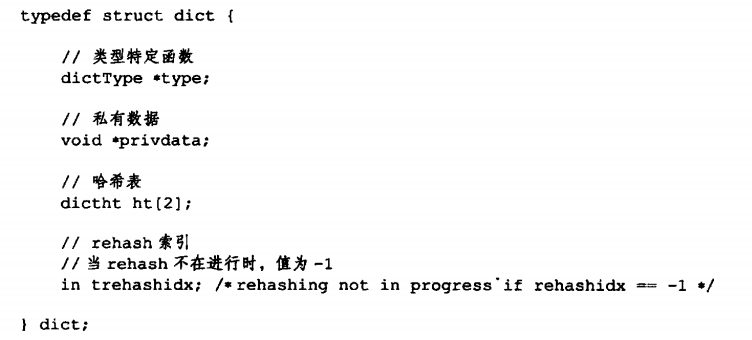 typedef struct dict {
// 类型特定函数
dictType *type;
// 私有数据
void *privdata;
// 哈希表
dictht ht[2];
// rehash 索引
// 当 rehash 不在进行时，值为 -1
in trehashidx; /* rehashing not in progress if rehashidx == -1 */
} dict;